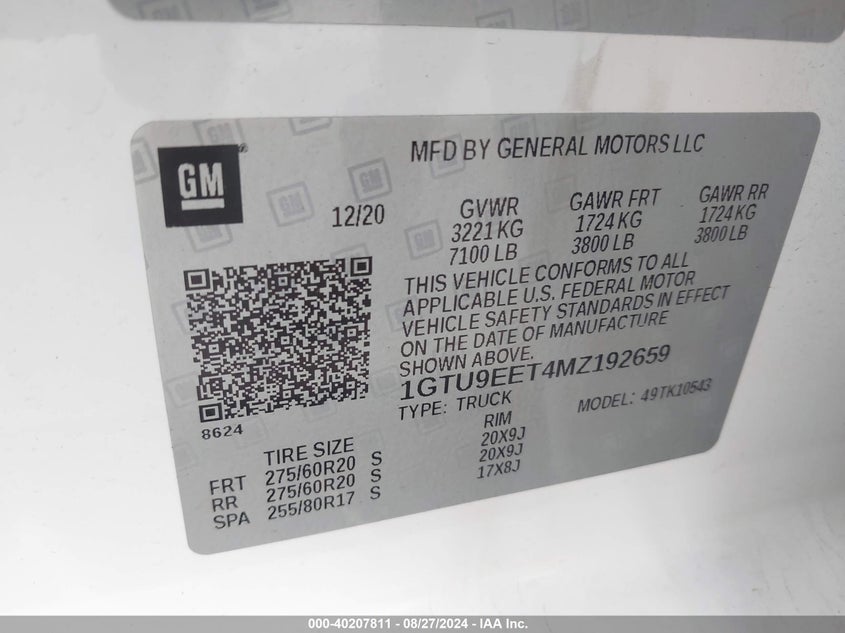 GM
MFD BY GENERAL MOTORS LLC
12/20
GVWR GAWR FRT GAWR RR
3221 KG 1724 KG 1724 KG
7100 LB 3800 LB 3800 LB
THIS VEHICLE CONFORMS TO ALL
APPLICABLE U.S. FEDERAL MOTOR
VEHICLE SAFETY STANDARDS IN EFFECT
ON THE DATE OF MANUFACTURE
SHOWN ABOVE.
1GTU9EET4MZ192659
TYPE: TRUCK MODEL: 49TK10543
8624
TIRE SIZE RIM
FRT 275/60R20 S 20X9J
RR 275/60R20 S 20X9J
SPA 255/80R17 S 17X8J
000-40207811 - 08/27/2024 - IAA Inc.